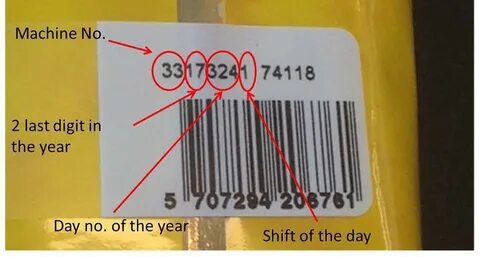 Machine No.
33173241 74118
2 last digit in
the year
5 707294 206761
Day no. of the year
Shift of the day